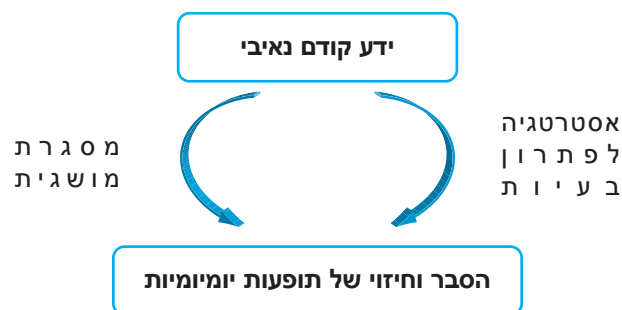 ידע קודם נאיבי
אסטרטגיה
לפתרון
בעיות
מסגרת
מושגית
הסבר וחיזוי של תופעות יומיומיות